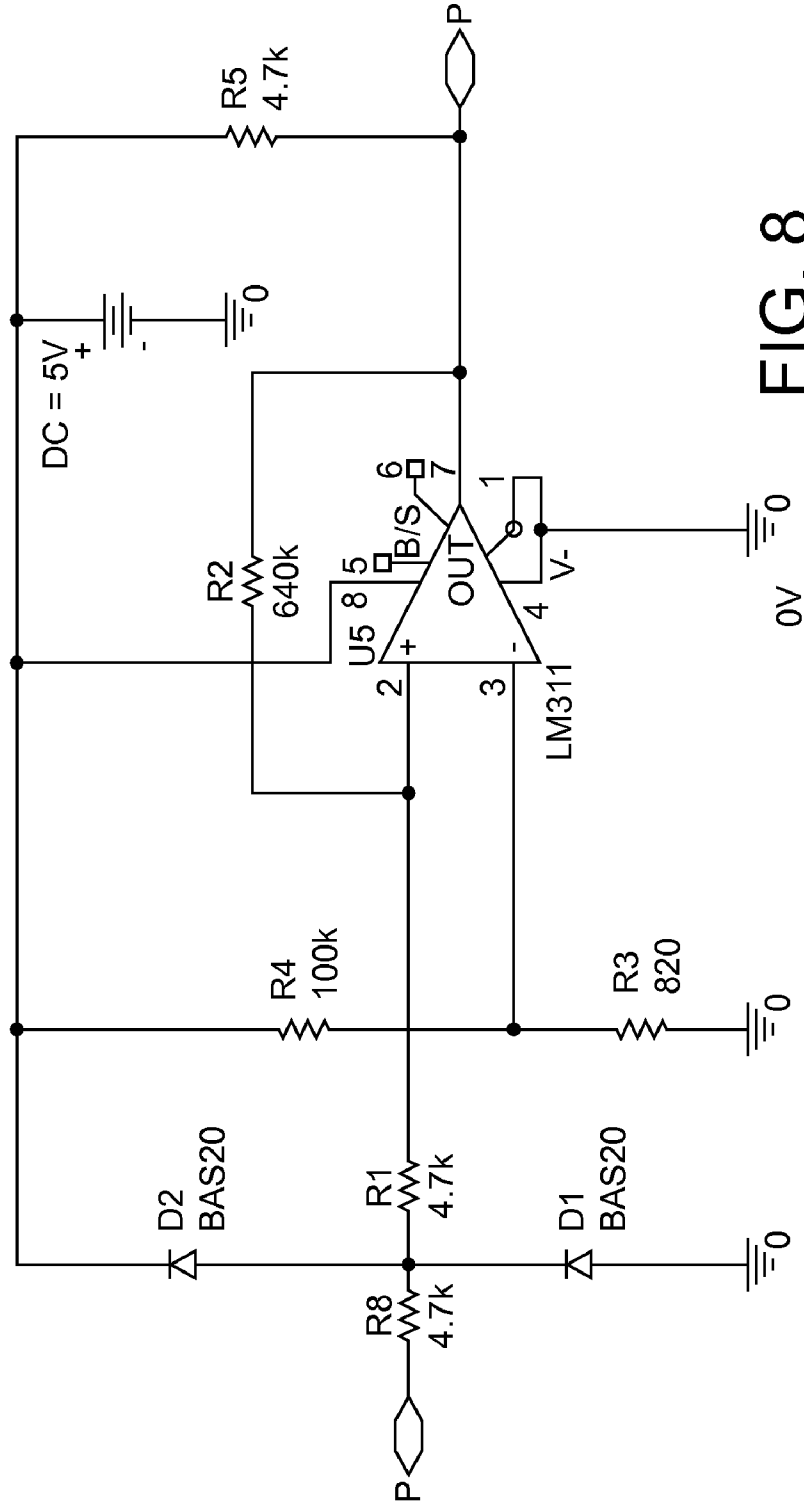 P
R8
4.7k
D2
BAS20
R1
4.7k
D1
BAS20
0
R4
100k
R3
820
0
R2
640k
U5
LM311
2
+
3
-
8
5
B/S
6
7
OUT
4
V-
1
0
0V
DC = 5V
+
-
0
R5
4.7k
P
FIG. 8